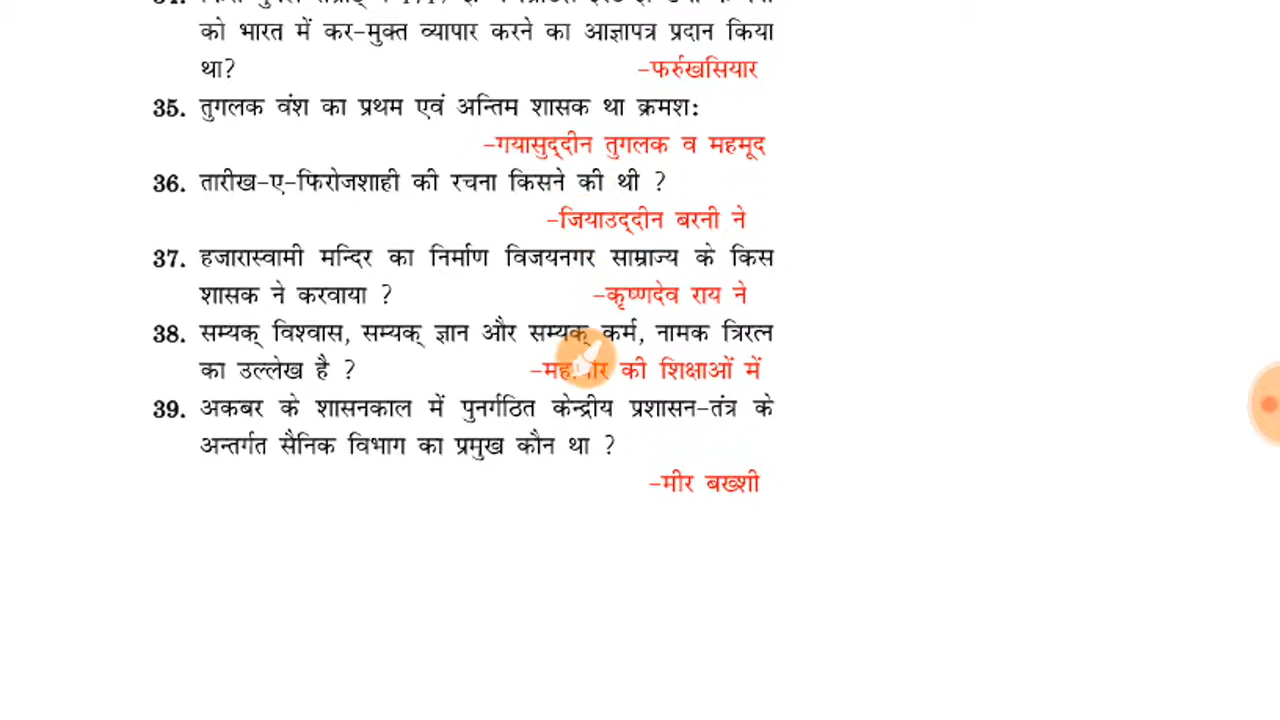 को भारत में कर-मुक्त व्यापार करने का आज्ञापत्र प्रदान किया
था?
-फर्रुखसियार
35. तुगलक वंश का प्रथम एवं अन्तिम शासक था क्रमश:
-गयासुद्दीन तुगलक व महमूद
36. तारीख-ए-फिरोजशाही की रचना किसने की थी ?
-जियाउद्दीन बरनी ने
37. हजारास्वामी मन्दिर का निर्माण विजयनगर साम्राज्य के किस
शासक ने करवाया ?
-कृष्णदेव राय ने
38. सम्यक् विश्वास, सम्यक् ज्ञान और सम्यक् कर्म, नामक त्रिरत्न
का उल्लेख है ?
-महावीर की शिक्षाओं में
39. अकबर के शासनकाल में पुनर्गठित केन्द्रीय प्रशासन-तंत्र के
अन्तर्गत सैनिक विभाग का प्रमुख कौन था ?
-मीर बख्शी